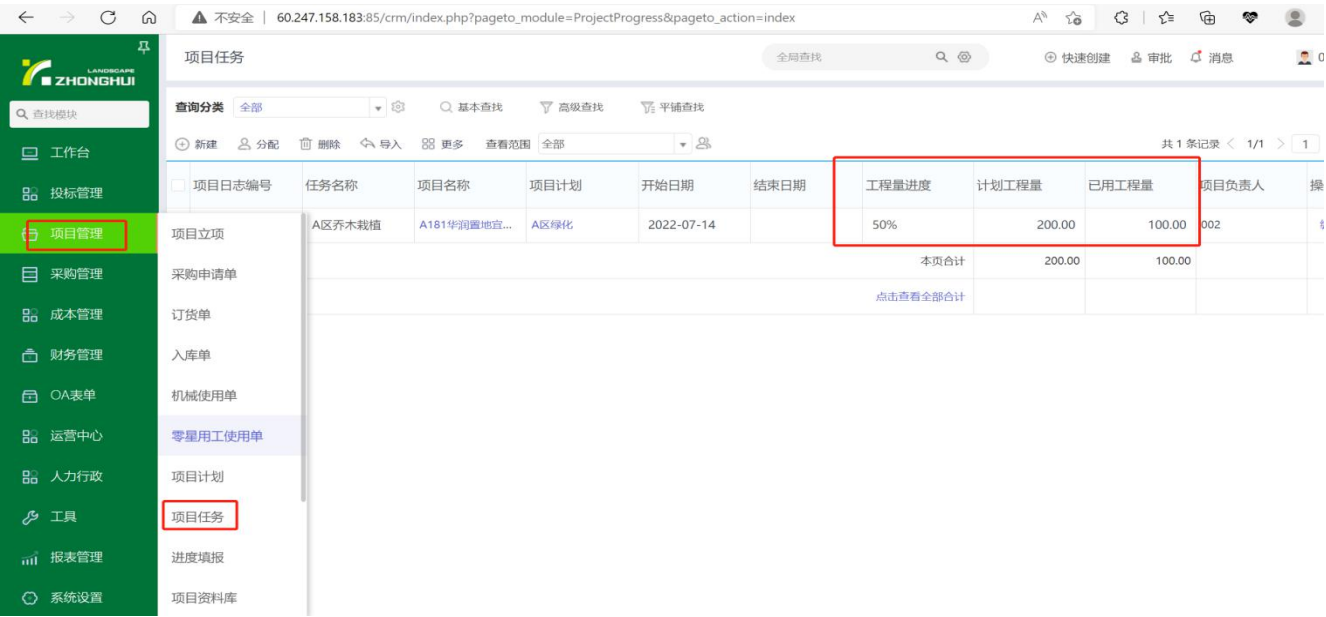 不安全 | 60.247.158.183:85/crm/index.php?pageto_module=ProjectProgress&pageto_action=index
LANDSCAPE
ZHONGHUI
查找模块
工作台
投标管理
项目管理
采购管理
成本管理
财务管理
OA表单
运营中心
人力行政
工具
报表管理
系统设置
项目立项
采购申请单
订货单
入库单
机械使用单
零星用工使用单
项目计划
项目任务
进度填报
项目资料库
项目任务 全局查找 快速创建 审批 消息 0
查询分类 全部 基本查找 高级查找 平铺查找
新建 分配 删除 导入 更多 查看范围 全部 共 1 条记录 1/1 1
项目日志编号 任务名称 项目名称 项目计划 开始日期 结束日期 工程量进度 计划工程量 已用工程量 项目负责人 操
A区乔木栽植 A181华润置地宜... A区绿化 2022-07-14 50% 200.00 100.00 002
本页合计 200.00 100.00
点击查看全部合计